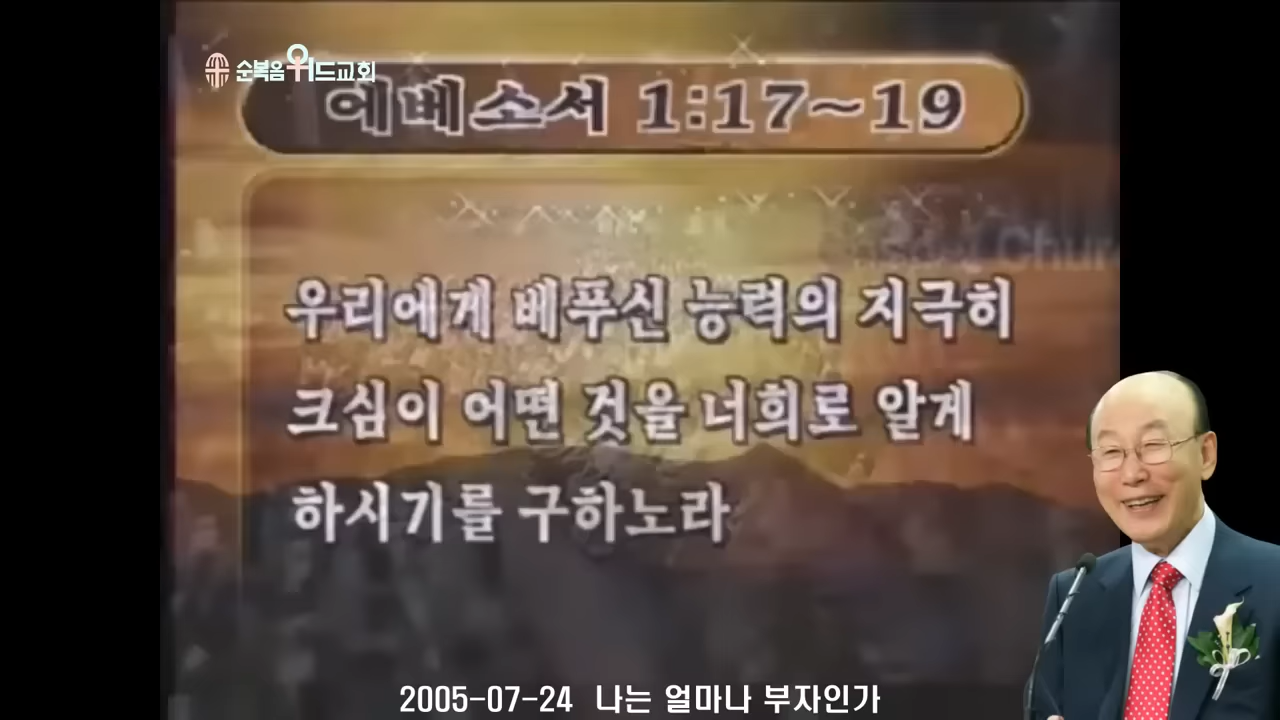 순복음위드교회
에베소서 1:17~19
Church
우리에게 베푸신 능력의 지극히
크심이 어떤 것을 너희로 알게
하시기를 구하노라
2005-07-24 나는 얼마나 부자인가